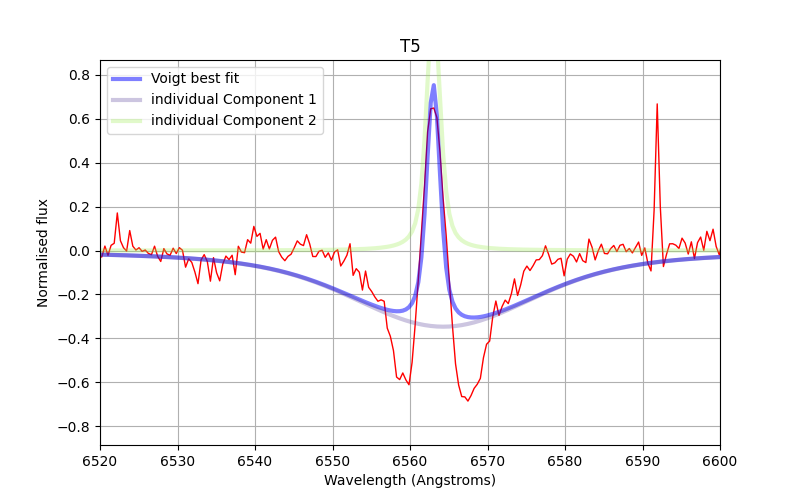 T5
Voigt best fit
individual Component 1
individual Component 2
0.8
0.6
0.4
0.2
0.0
−0.2
−0.4
−0.6
−0.8
Normalised flux
6520 6530 6540 6550 6560 6570 6580 6590 6600
Wavelength (Angstroms)